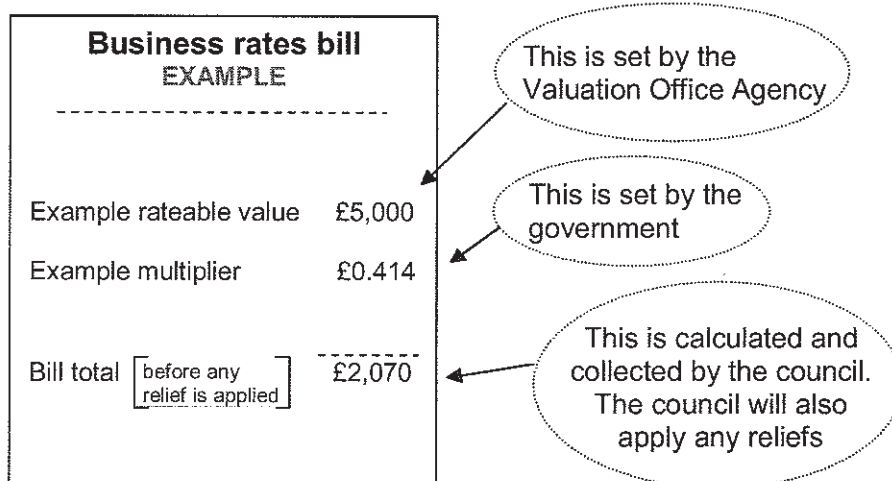 Business rates bill
EXAMPLE
This is set by the
Valuation Office Agency
Example rateable value £5,000
This is set by the
government
Example multiplier £0.414
Bill total [before any
relief is applied] £2,070
This is calculated and
collected by the council.
The council will also
apply any reliefs